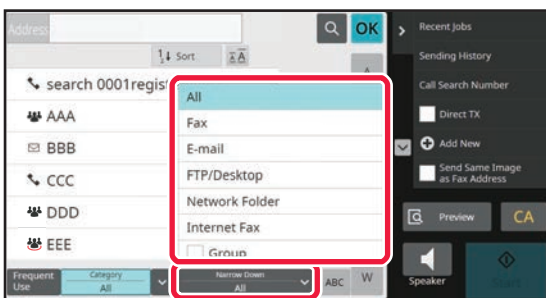 Address
OK
Sort
A
search 0001regist
AAA
BBB
CCC
DDD
EEE
All
Fax
E-mail
FTP/Desktop
Network Folder
Internet Fax
Group
Frequent
Use
Category
All
Narrow Down
All
ABC
W
Recent Jobs
Sending History
Call Search Number
Direct TX
Add New
Send Same Image
as Fax Address
Preview
CA
Speaker
Start